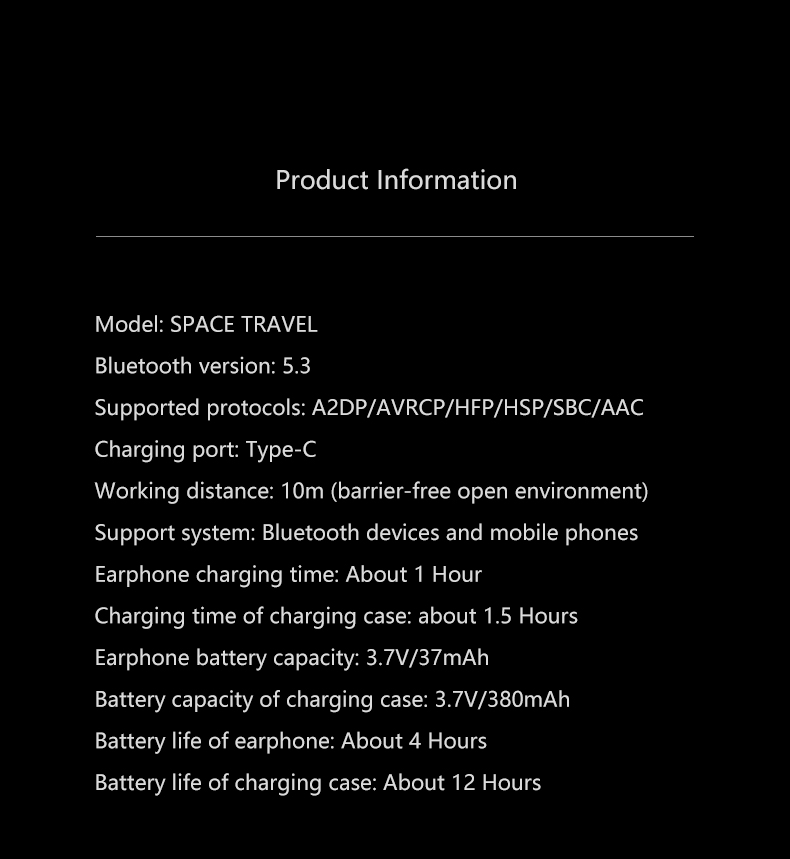 Product Information
Model: SPACE TRAVEL
Bluetooth version: 5.3
Supported protocols: A2DP/AVRCP/HFP/HSP/SBC/AAC
Charging port: Type-C
Working distance: 10m (barrier-free open environment)
Support system: Bluetooth devices and mobile phones
Earphone charging time: About 1 Hour
Charging time of charging case: about 1.5 Hours
Earphone battery capacity: 3.7V/37mAh
Battery capacity of charging case: 3.7V/380mAh
Battery life of earphone: About 4 Hours
Battery life of charging case: About 12 Hours